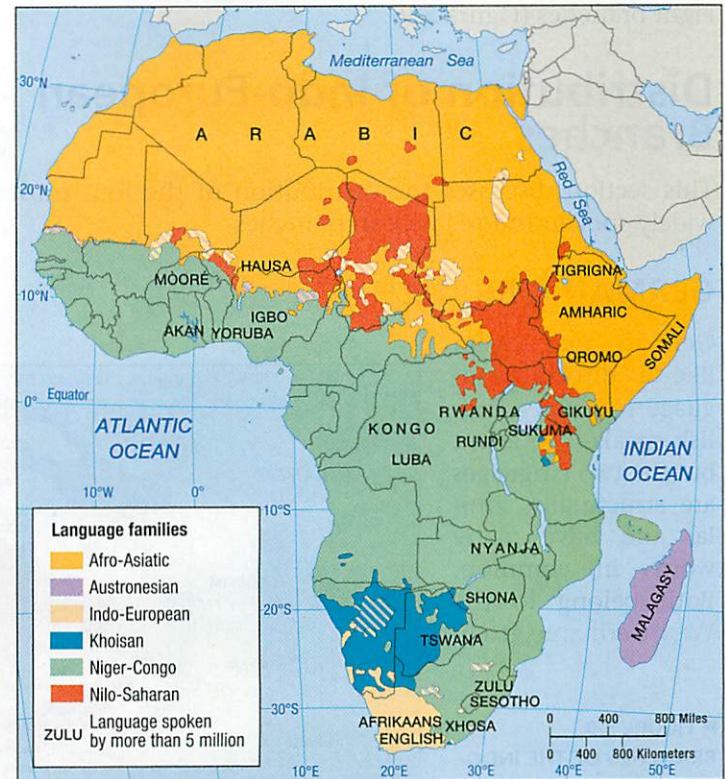 Mediterranean Sea
30°N
A R A B I C
20°N
Red Sea
HAUSA
MÒORÉ
TIGRIGNA
10°N
IGBO
AMHARIC
AKAN
YORUBA
SOMALI
OROMO
0°
Equator
RWANDA
GIKUYU
ATLANTIC
OCEAN
KONGO
RUNDI
SUKUMA
LUBA
INDIAN
OCEAN
10°W
0°
10°S
Language families
Afro-Asiatic
Austronesian
Indo-European
Khoisan
Niger-Congo
Nilo-Saharan
ZULU Language spoken
by more than 5 million
NYANJA
SHONA
20°S
MALAGASY
TSWANA
ZULU
SESOTHO
30°S
AFRIKAANS
ENGLISH
XHOSA
0 400 800 Miles
0 400 800 Kilometers
10°E
20°E
30°E
40°E
50°E